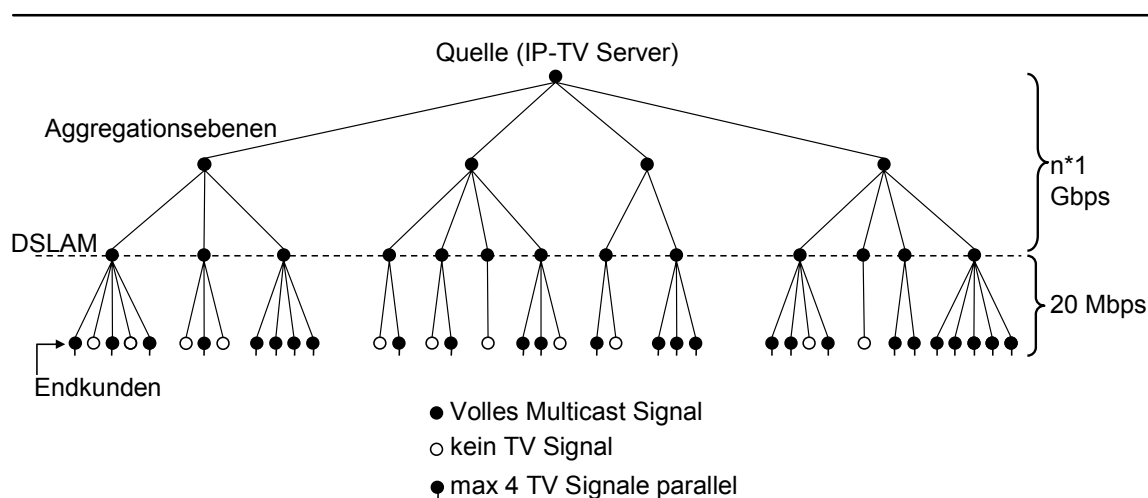 Quelle (IP-TV Server)
Aggregationsebenen
n*1
Gbps
DSLAM
20 Mbps
Endkunden
Volles Multicast Signal
kein TV Signal
max 4 TV Signale parallel